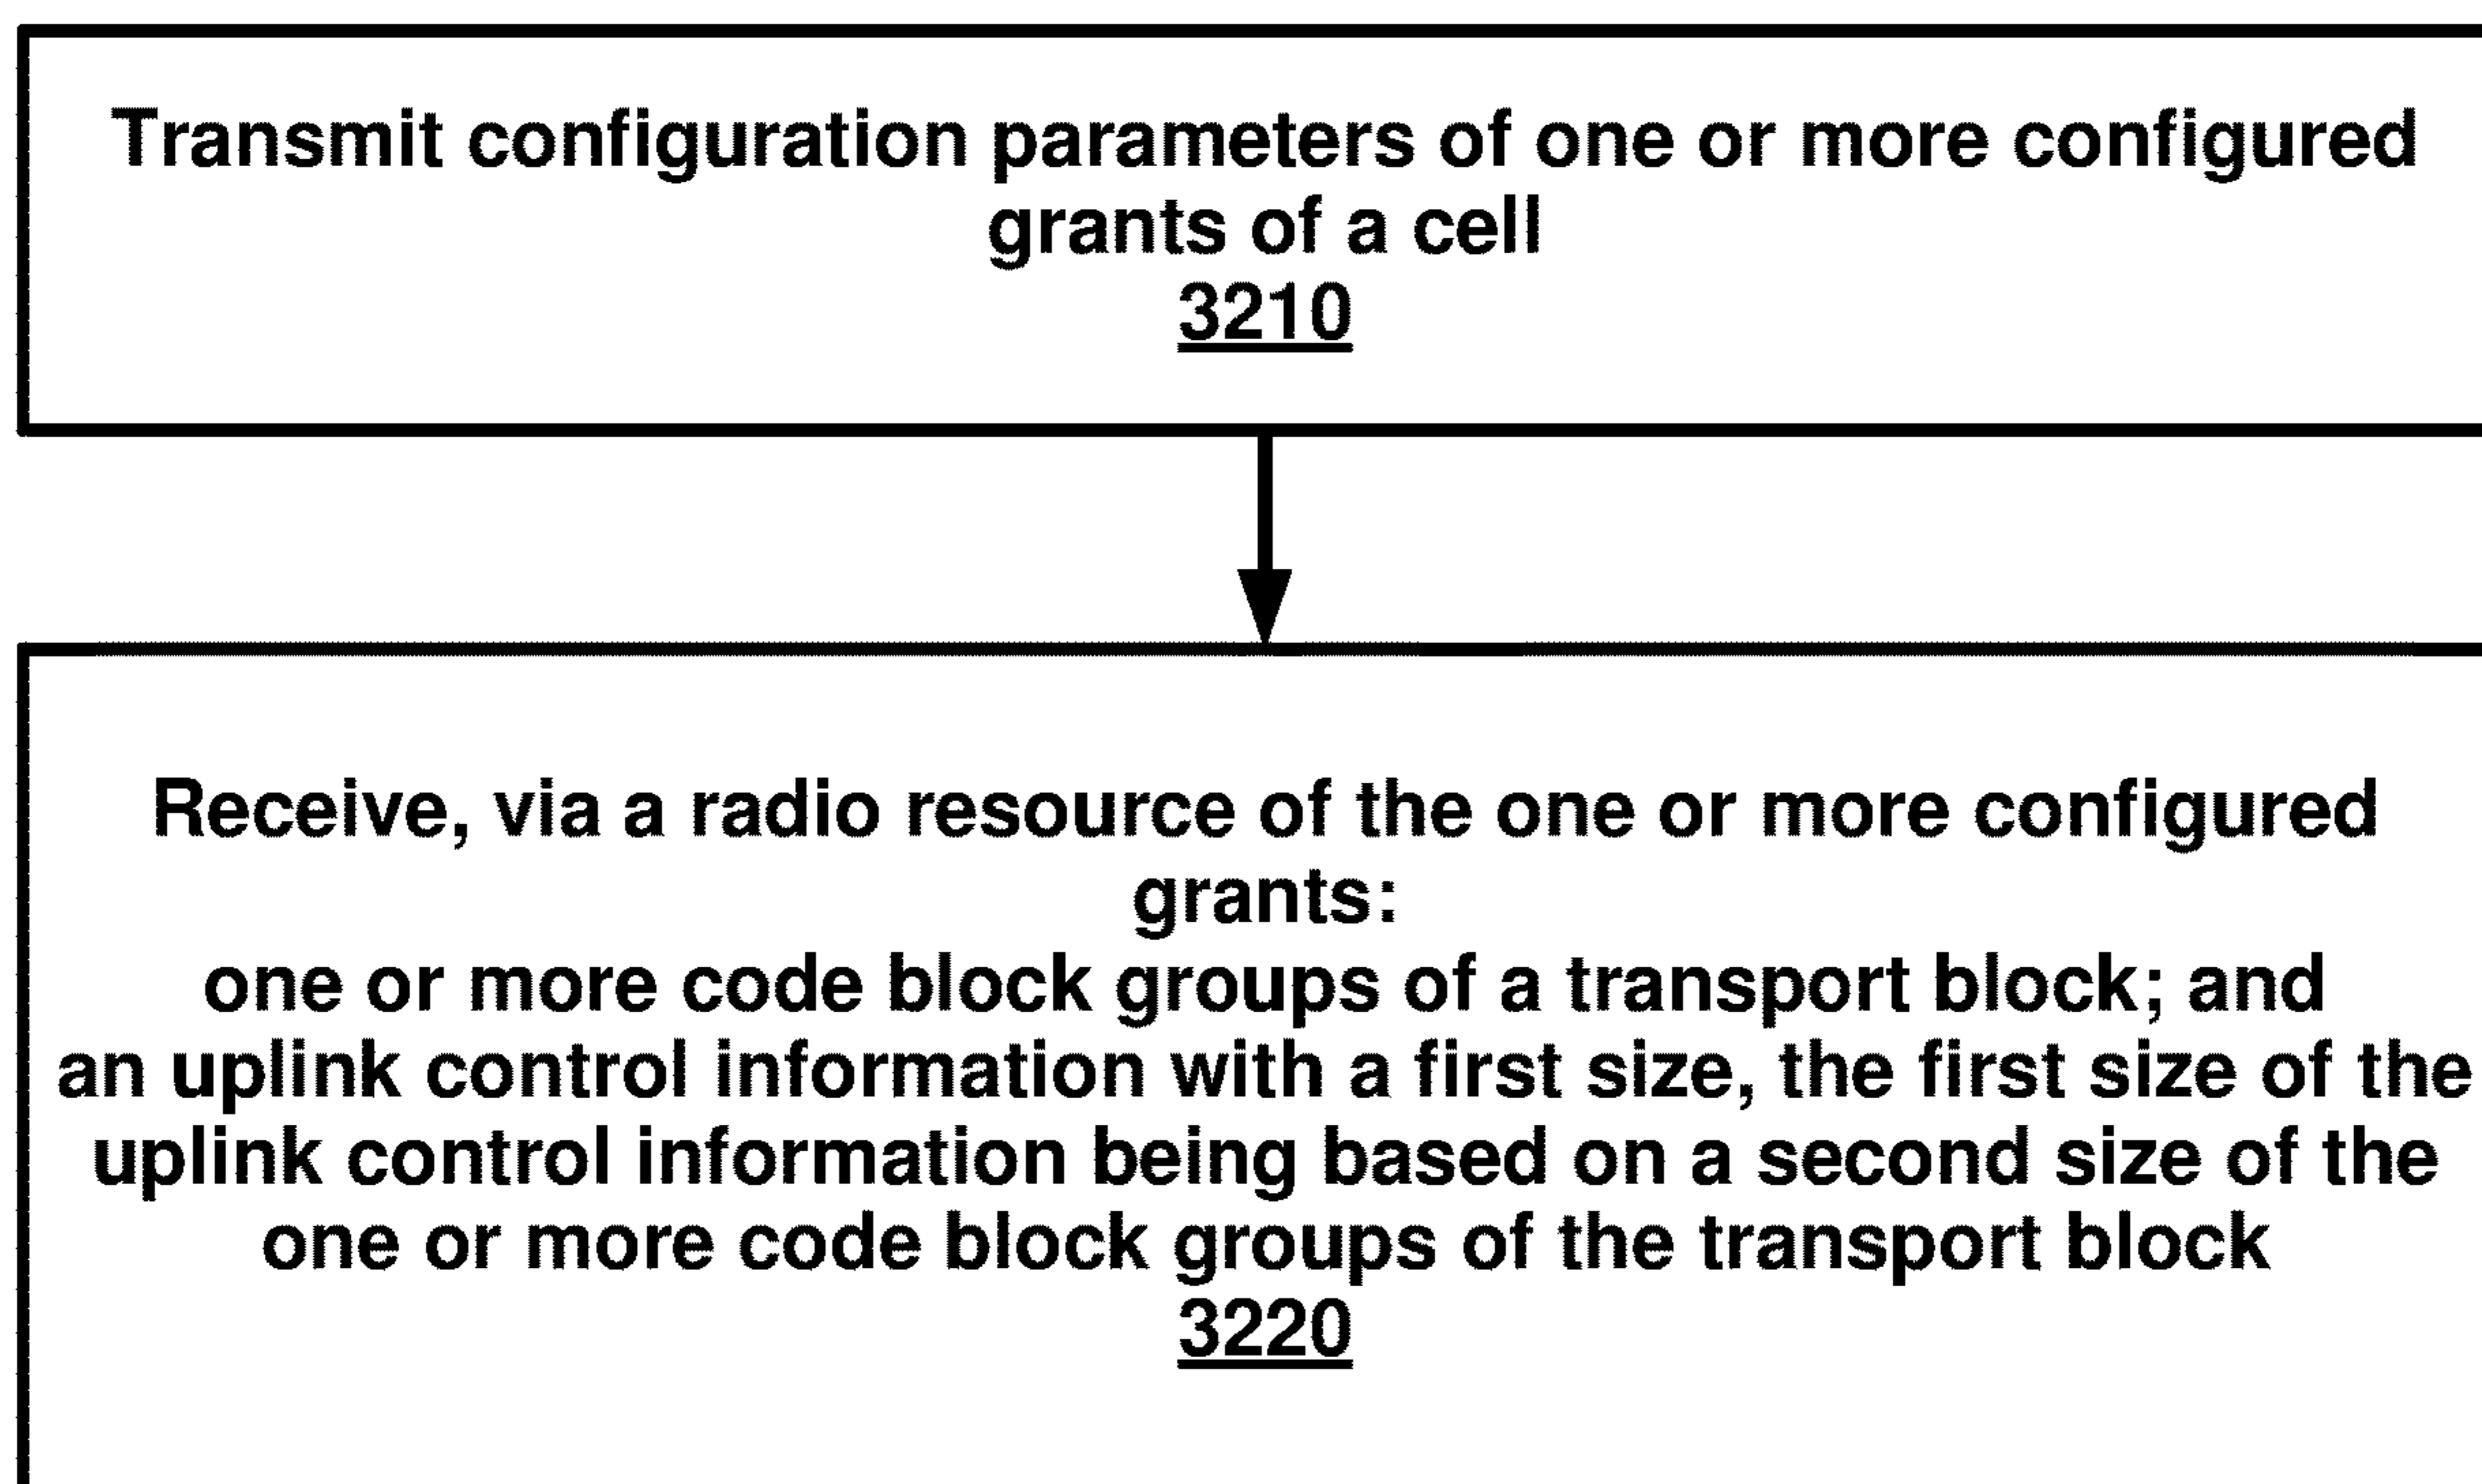 Transmit configuration parameters of one or more configured
grants of a cell
3210
Receive, via a radio resource of the one or more configured
grants:
one or more code block groups of a transport block; and
an uplink control information with a first size, the first size of the
uplink control information being based on a second size of the
one or more code block groups of the transport block
3220